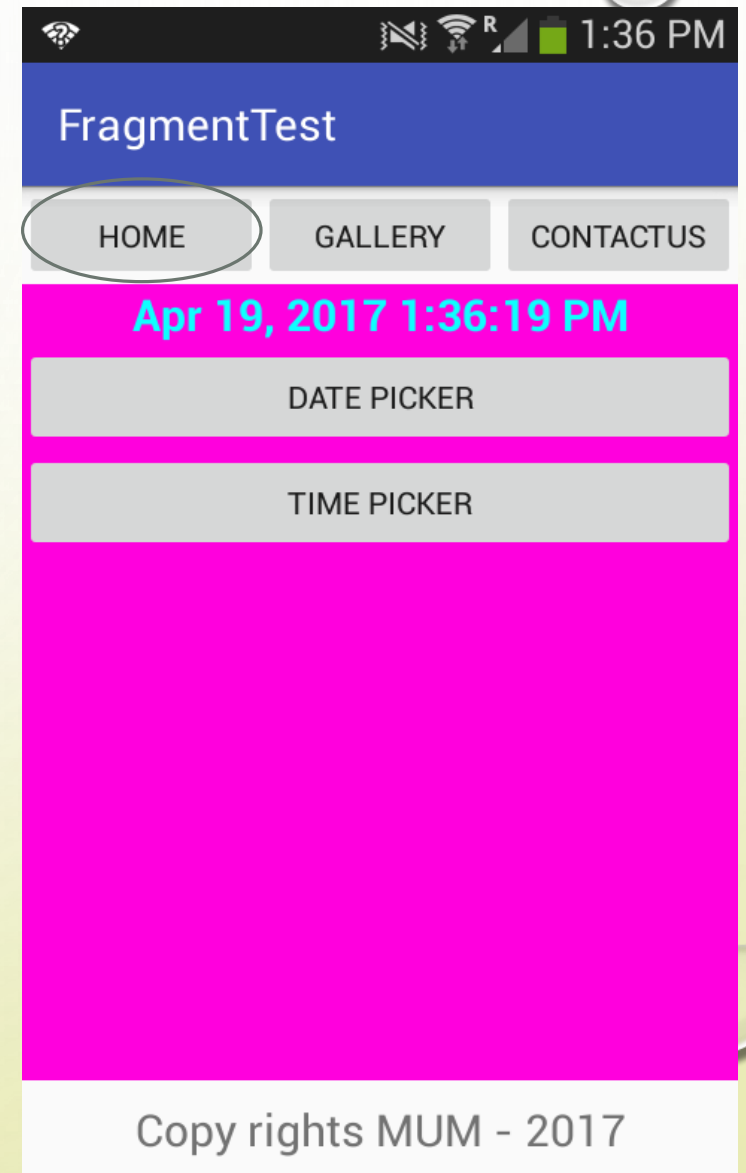 R 1:36 PM
FragmentTest
HOME GALLERY CONTACTUS
Apr 19, 2017 1:36:19 PM
DATE PICKER
TIME PICKER
Copy rights MUM - 2017